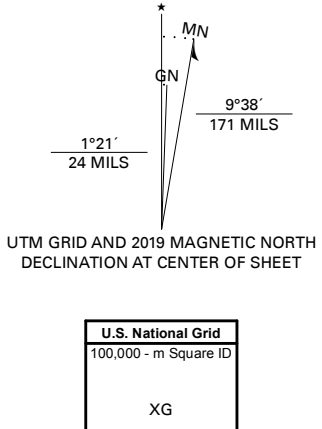 MN
GN
9°38´
171 MILS
1°21´
24 MILS
UTM GRID AND 2019 MAGNETIC NORTH
DECLINATION AT CENTER OF SHEET
U.S. National Grid
100,000 - m Square ID
XG